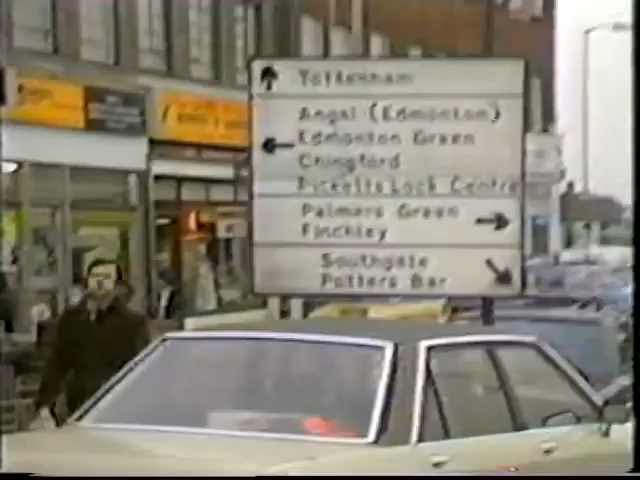 Tottenham
Angel (Edmonton)
Edmonton Green
Chingford
Picketts Lock Centre
Palmers Green
Finchley
Southgate
Potters Bar